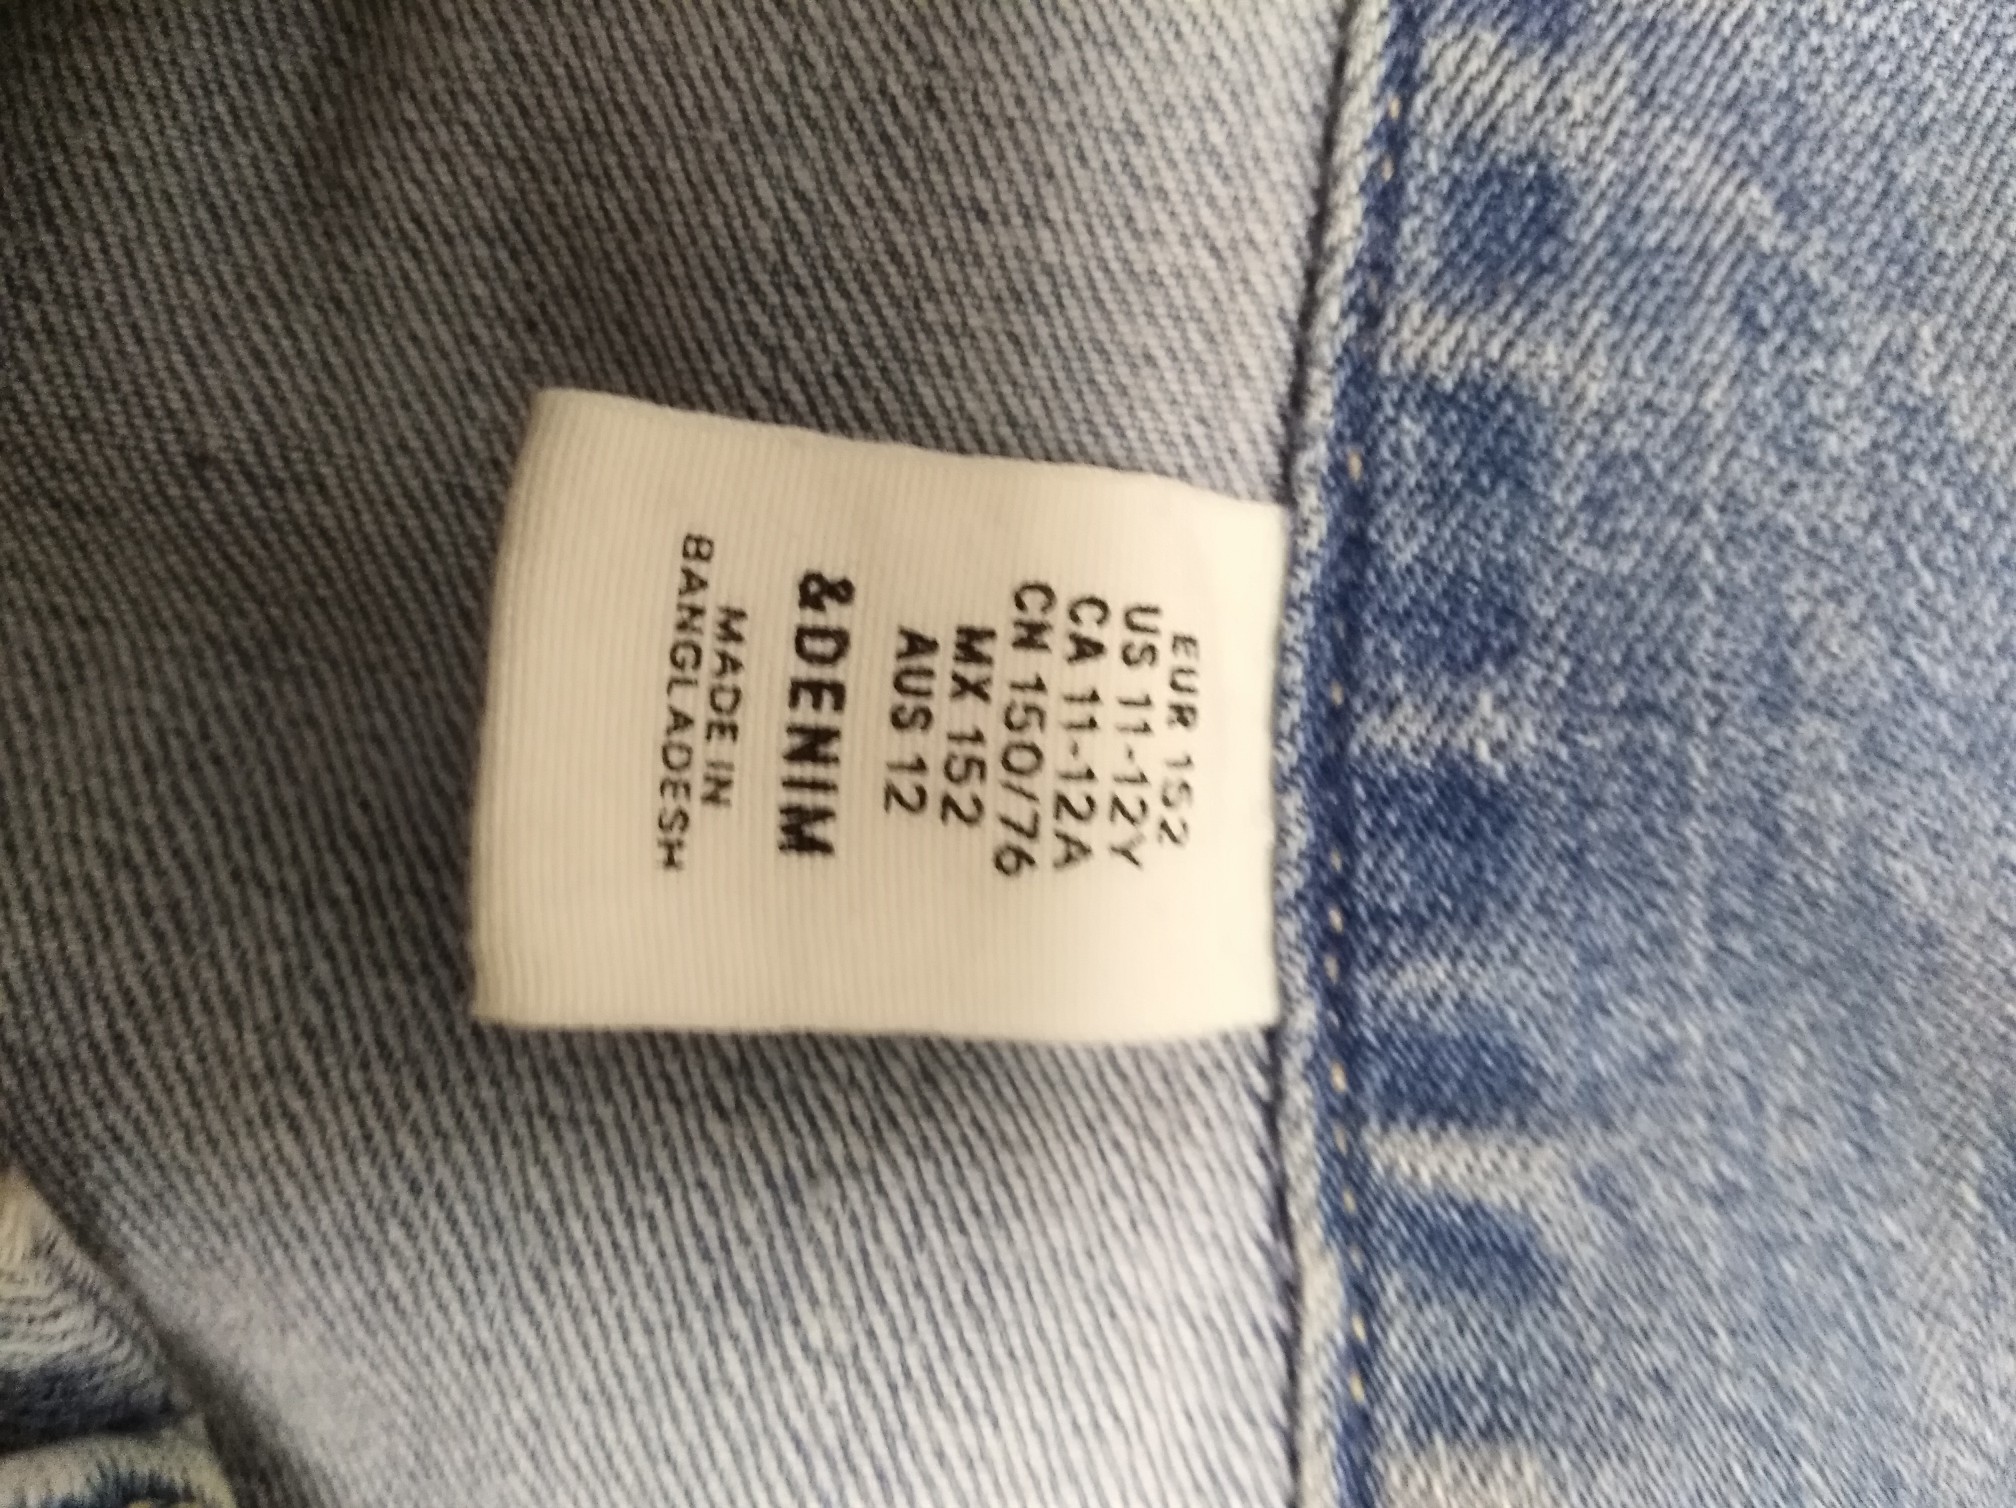 EUR 152
US 11-12Y
CA 11-12A
CN 150/76
MX 152
AUS 12
&DENIM
MADE IN
BANGLADESH